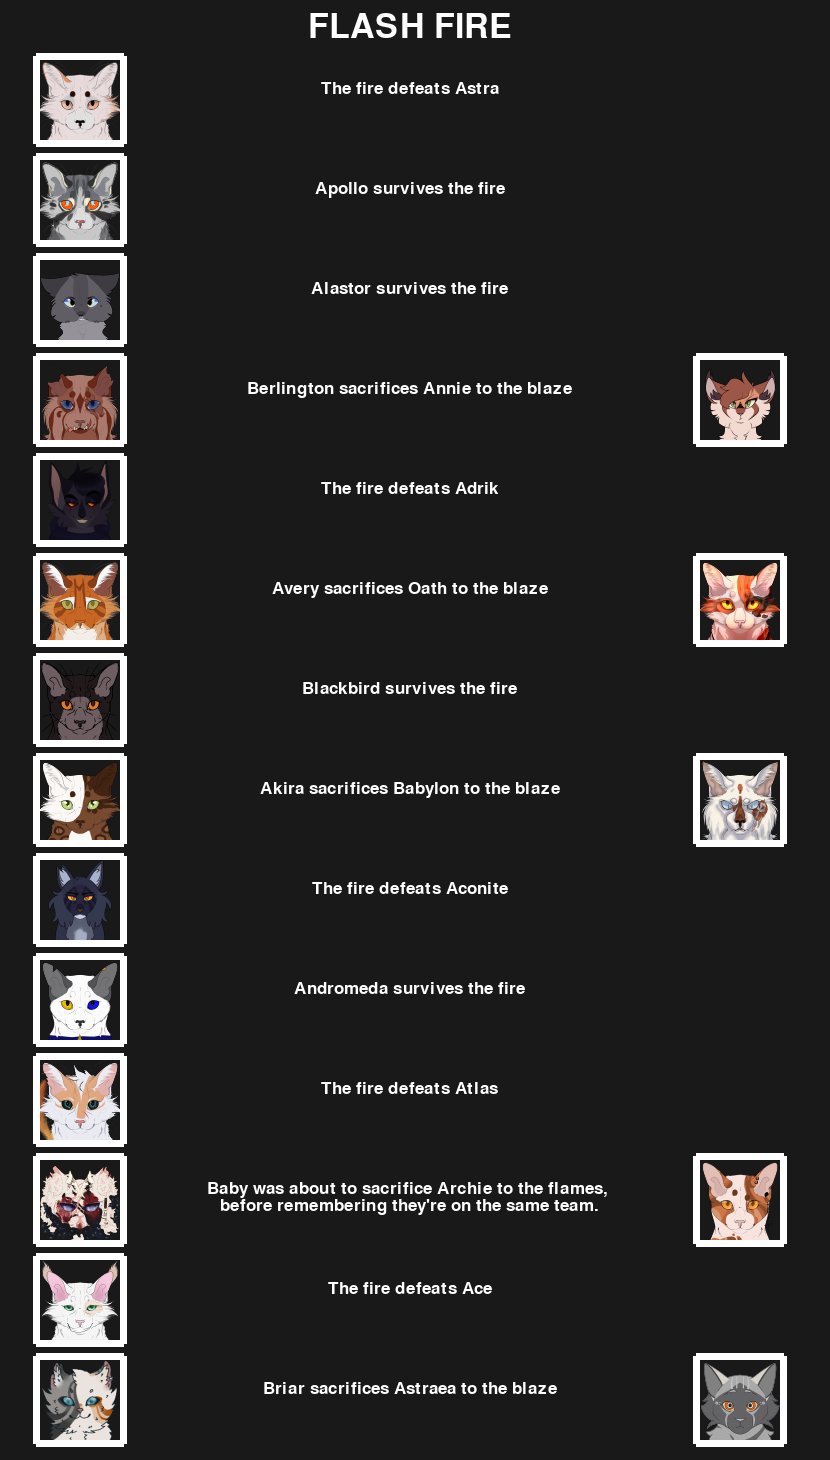 FLASH FIRE
The fire defeats Astra
Apollo survives the fire
Alastor survives the fire
Berlington sacrifices Annie to the blaze
The fire defeats Adrik
Avery sacrifices Oath to the blaze
Blackbird survives the fire
Akira sacrifices Babylon to the blaze
The fire defeats Aconite
Andromeda survives the fire
The fire defeats Atlas
Baby was about to sacrifice Archie to the flames,
before remembering they're on the same team.
The fire defeats Ace
Briar sacrifices Astraea to the blaze